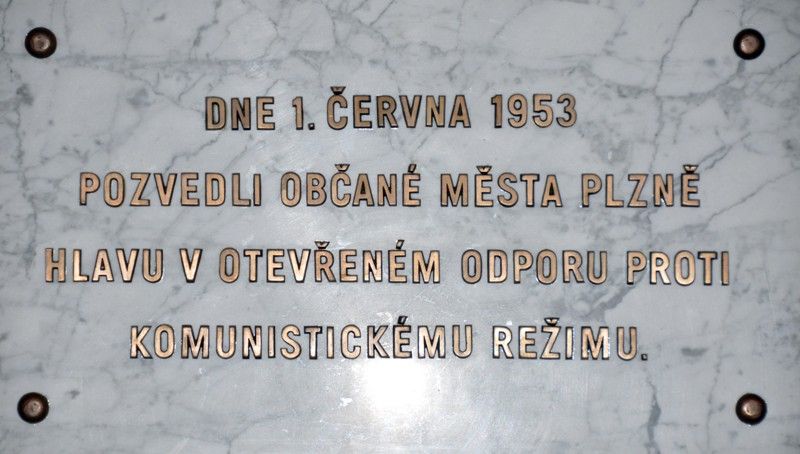 DNE 1. ČERVNA 1953
POZVEDLI OBČANÉ MĚSTA PLZNĚ
HLAVU V OTEVŘENÉM ODPORU PROTI
KOMUNISTICKÉMU REŽIMU.